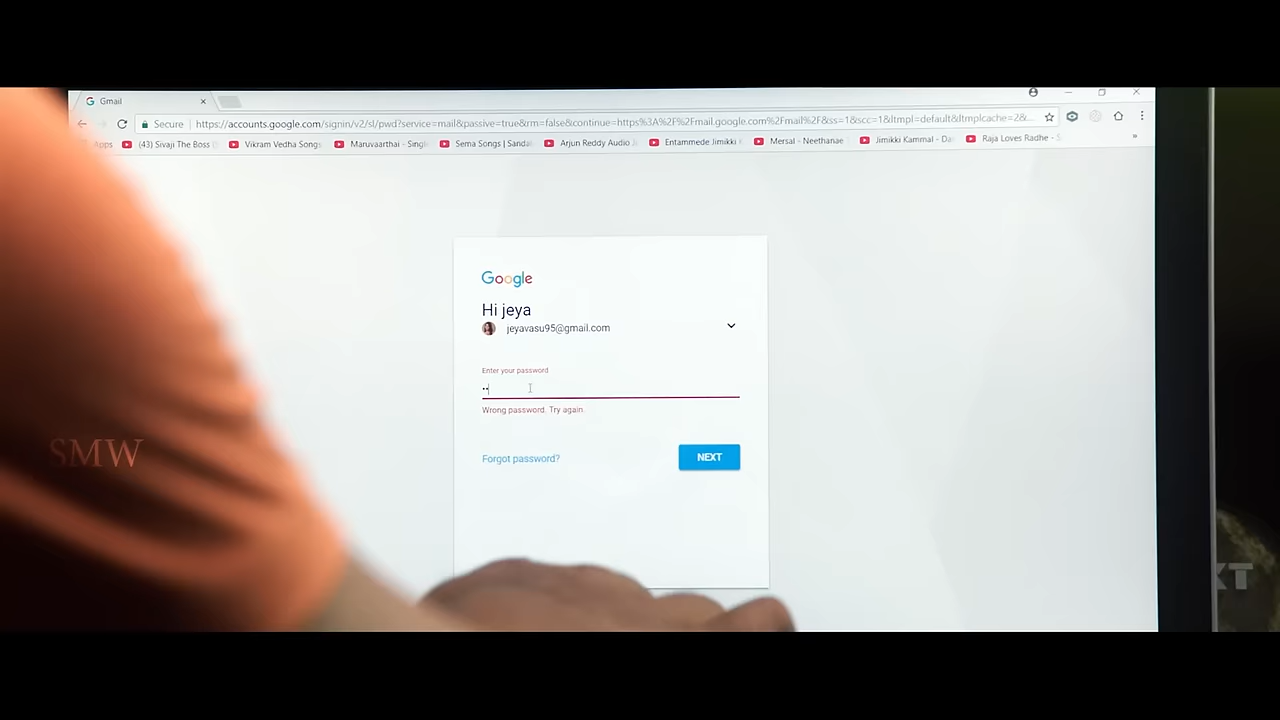 Gmail
Secure https://accounts.google.com/signin/v2/sl/pwd?service=mail&passive=true&rm=false&continue=https%3A%2F%2Fmail.google.com%2Fmail%2F&ss=1&scc=1&ltmpl=default&ltmplcache=2&...
Apps (43) Sivaji The Boss Vikram Vedha Songs Maruvaarthai - Singl Sema Songs | Sanda Arjun Reddy Audio J Entammede Jimikki Mersal - Neethanae Jimikki Kammal - Da Raja Loves Radhe - S
Google
Hi jeya
jeyavasu95@gmail.com
Enter your password
Wrong password. Try again.
Forgot password? NEXT
SMW